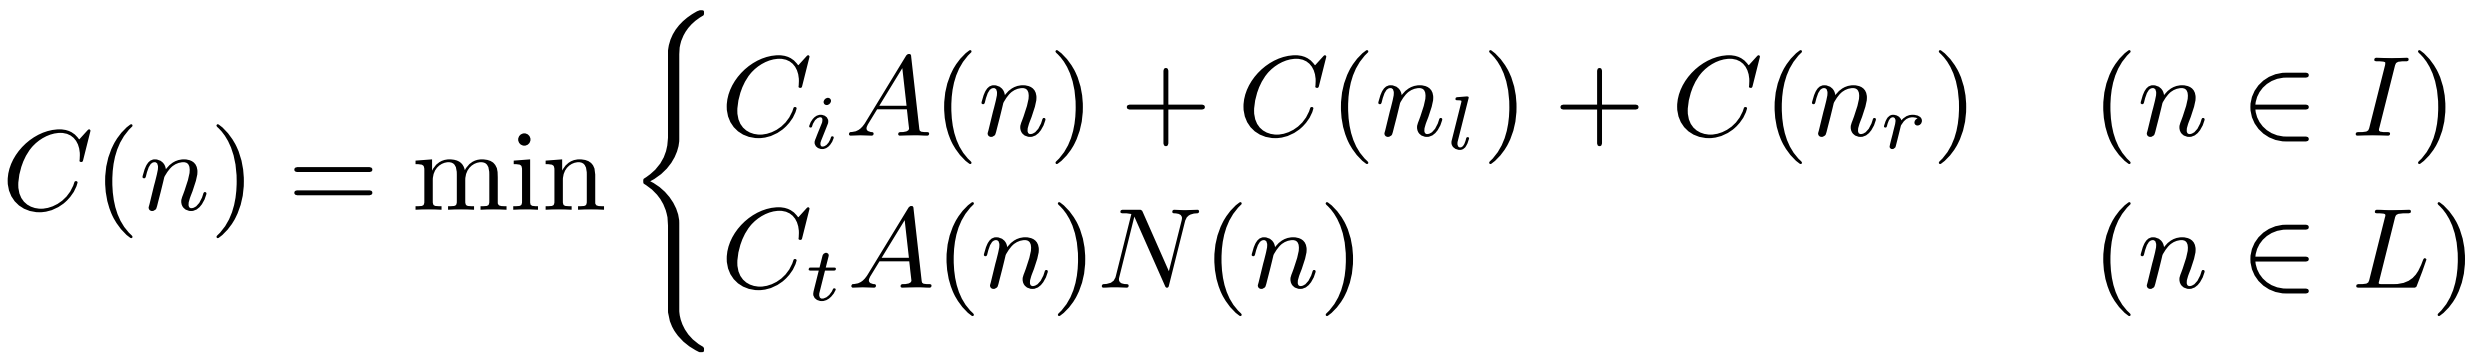 C(n) = min { C_i A(n) + C(n_l) + C(n_r) (n ∈ I)
C_t A(n)N(n) (n ∈ L)